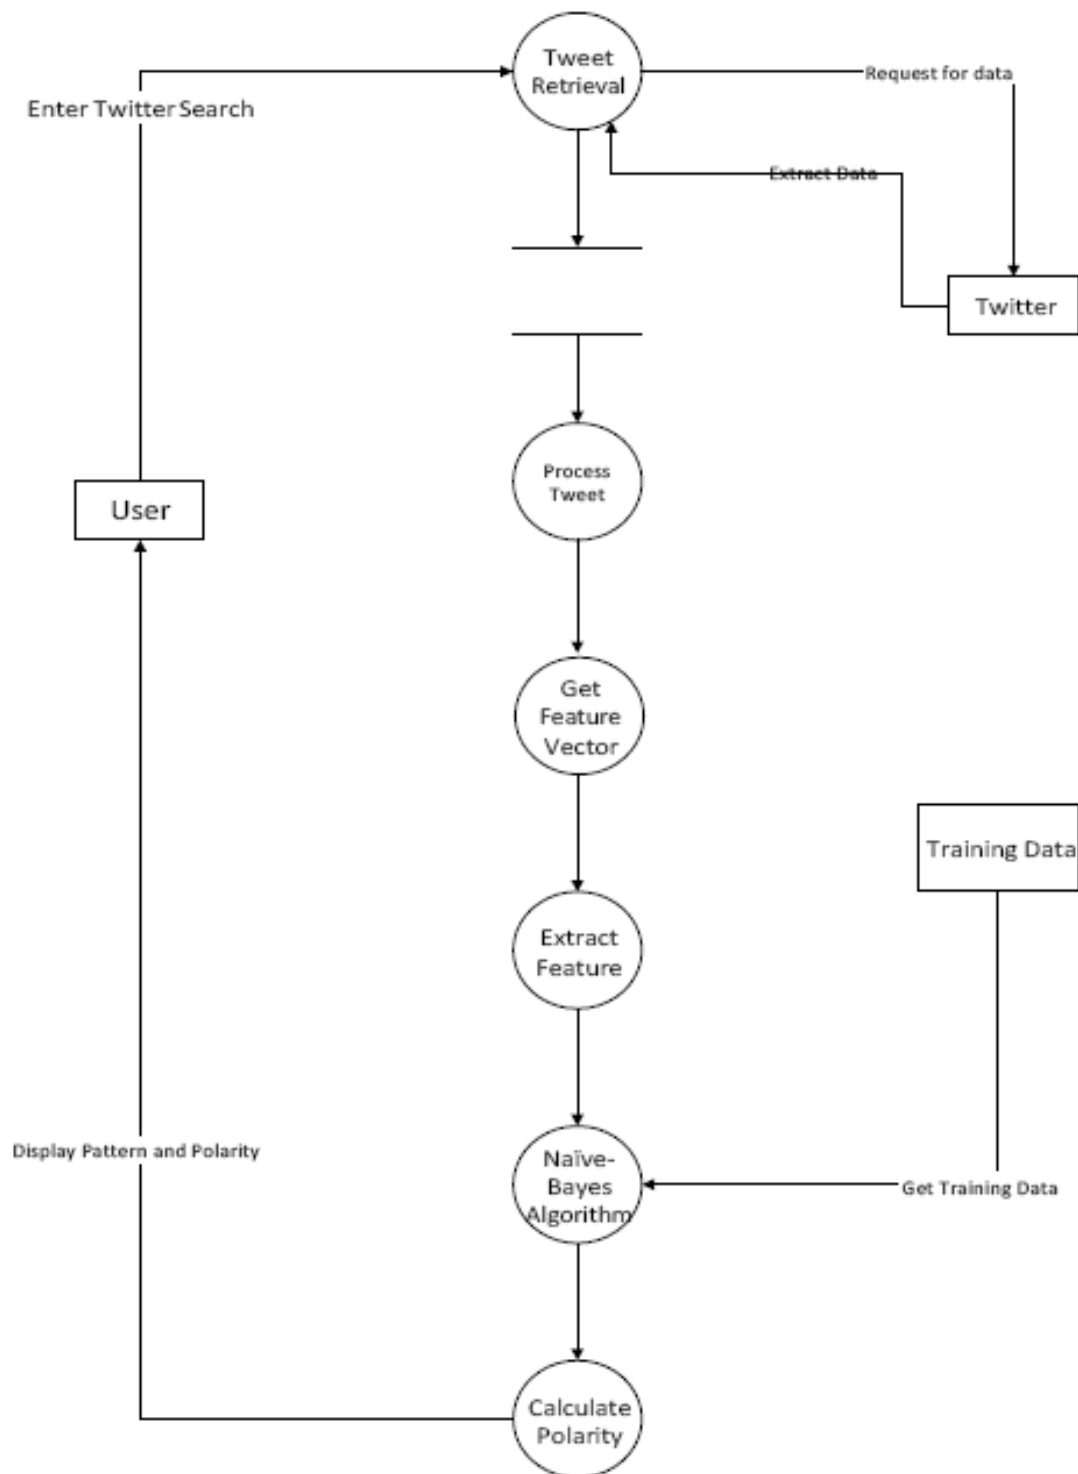 Tweet
Retrieval
Request for data
Enter Twitter Search
Extract Data
Twitter
Process
Tweet
User
Get
Feature
Vector
Training Data
Extract
Feature
Display Pattern and Polarity
Naïve-
Bayes
Algorithm
Get Training Data
Calculate
Polarity